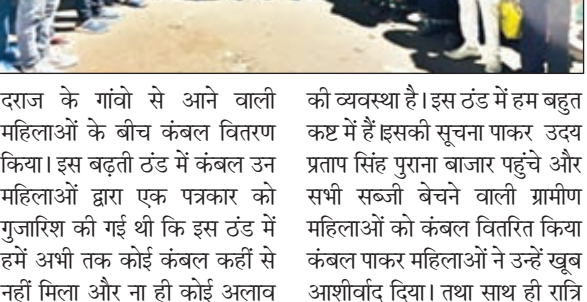 दराज के गांवो से आने वाली
महिलाओं के बीच कंबल वितरण
किया। इस बढ़ती ठंड में कंबल उन
महिलाओं द्वारा एक पत्रकार को
गुजारिश की गई थी कि इस ठंड में
हमें अभी तक कोई कंबल कहीं से
नहीं मिला और ना ही कोई अलाव
की व्यवस्था है। इस ठंड में हम बहुत
कष्ट में हैं।इसकी सूचना पाकर उदय
प्रताप सिंह पुराना बाजार पहुंचे और
सभी सब्जी बेचने वाली ग्रामीण
महिलाओं को कंबल वितरित किया
कंबल पाकर महिलाओं ने उन्हें खूब
आशीर्वाद दिया। तथा साथ ही रात्रि